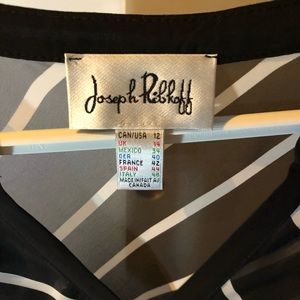 Joseph Ribkoff
CAN/USA 12
UK 14
MEXICO 34
GER 40
FRANCE 42
SPAIN 44
ITALY 46
MADE IN/FAIT AU
CANADA